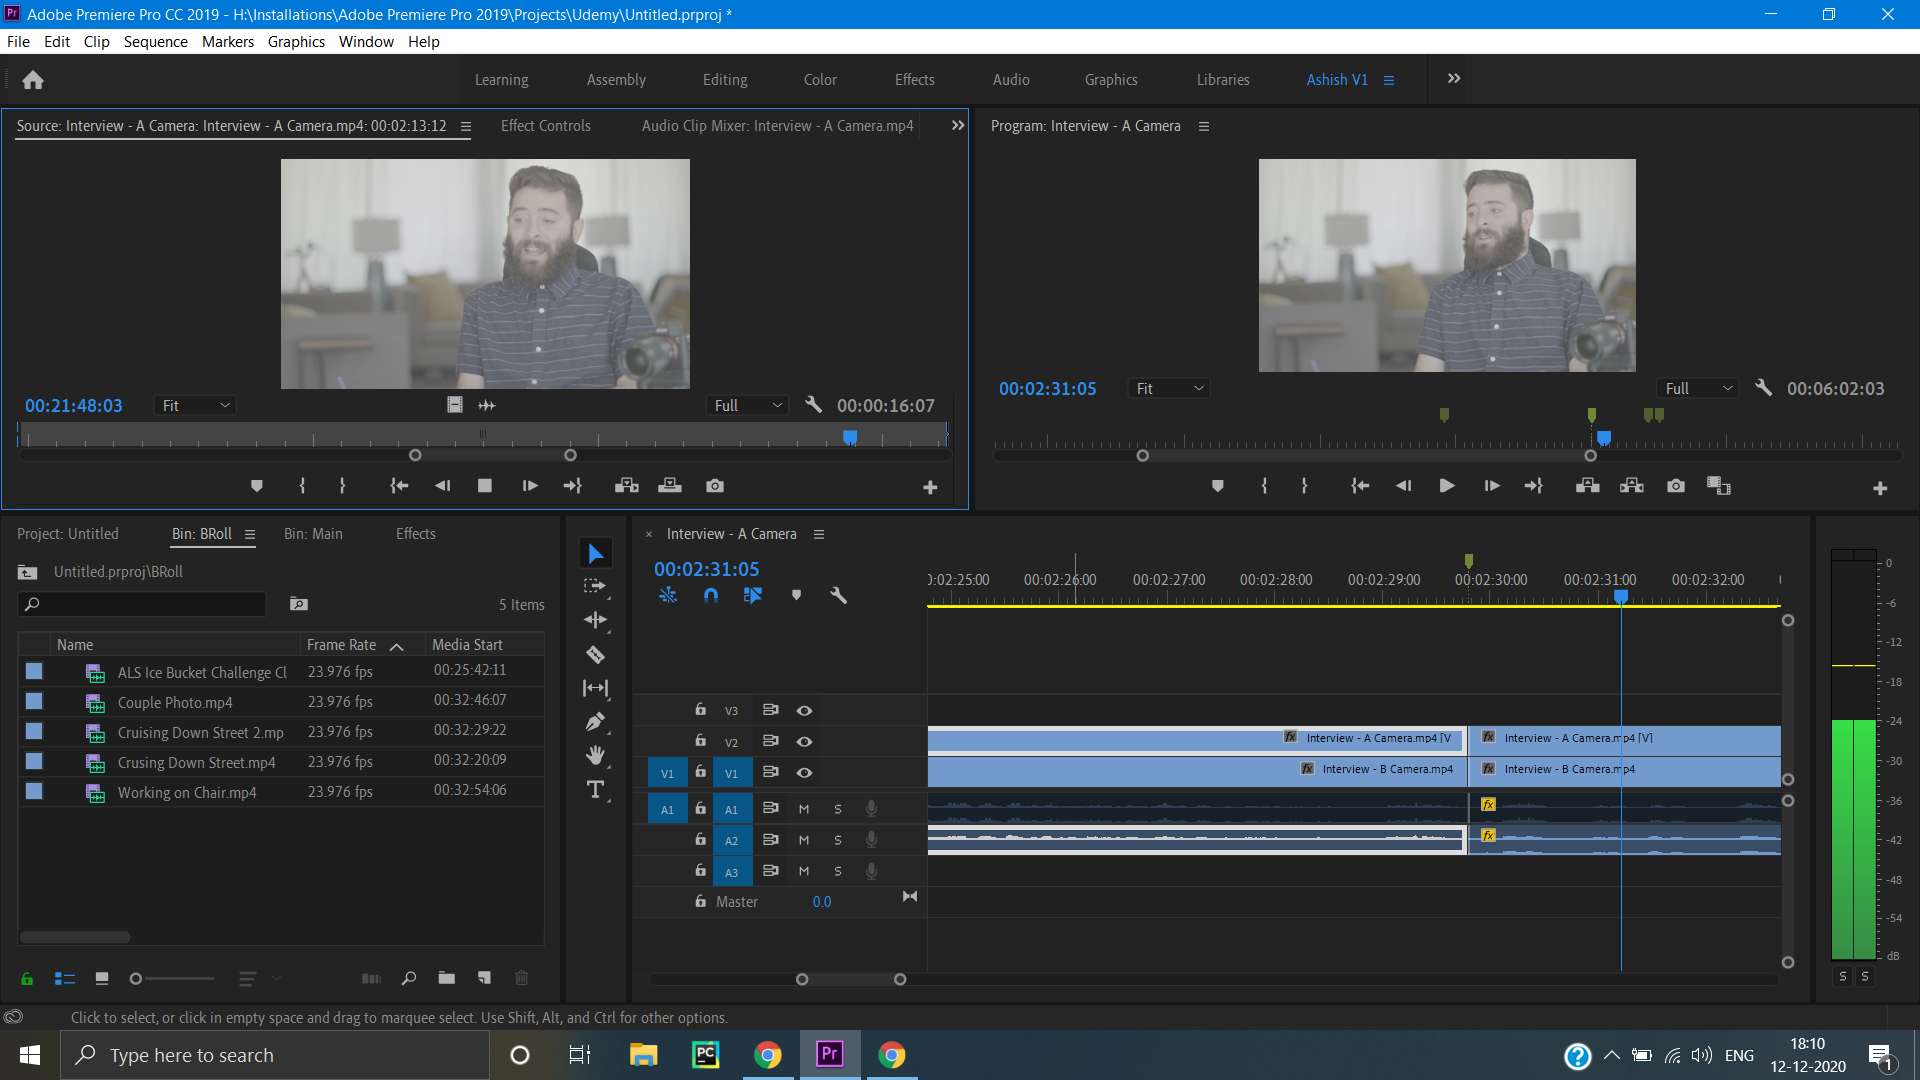 Pr Adobe Premiere Pro CC 2019 - H:\Installations\Adobe Premiere Pro 2019\Projects\Udemy\Untitled.prproj *
File Edit Clip Sequence Markers Graphics Window Help
Learning Assembly Editing Color Effects Audio Graphics Libraries Ashish V1
Source: Interview - A Camera: Interview - A Camera.mp4: 00:02:13:12 Effect Controls Audio Clip Mixer: Interview - A Camera.mp4
Program: Interview - A Camera
00:21:48:03 Fit Full 00:00:16:07
00:02:31:05 Fit Full 00:06:02:03
Project: Untitled Bin: BRoll Bin: Main Effects
Untitled.prproj\BRoll
5 Items
Name Frame Rate Media Start
ALS Ice Bucket Challenge Cl 23.976 fps 00:25:42:11
Couple Photo.mp4 23.976 fps 00:32:46:07
Cruising Down Street 2.mp 23.976 fps 00:32:29:22
Crusing Down Street.mp4 23.976 fps 00:32:20:09
Working on Chair.mp4 23.976 fps 00:32:54:06
× Interview - A Camera
00:02:31:05
):02:25:00 00:02:26:00 00:02:27:00 00:02:28:00 00:02:29:00 00:02:30:00 00:02:31:00 00:02:32:00
V3
V2 fx Interview - A Camera.mp4 [V fx Interview - A Camera.mp4 [V]
V1 V1 fx Interview - B Camera.mp4 fx Interview - B Camera.mp4
A1 A1 M S fx
A2 M S fx
A3 M S
Master 0.0
0
-6
-12
-18
-24
-30
-36
-42
-48
-54
dB
S S
Click to select, or click in empty space and drag to marquee select. Use Shift, Alt, and Ctrl for other options.
Type here to search
PC Pr
ENG
18:10
12-12-2020
1